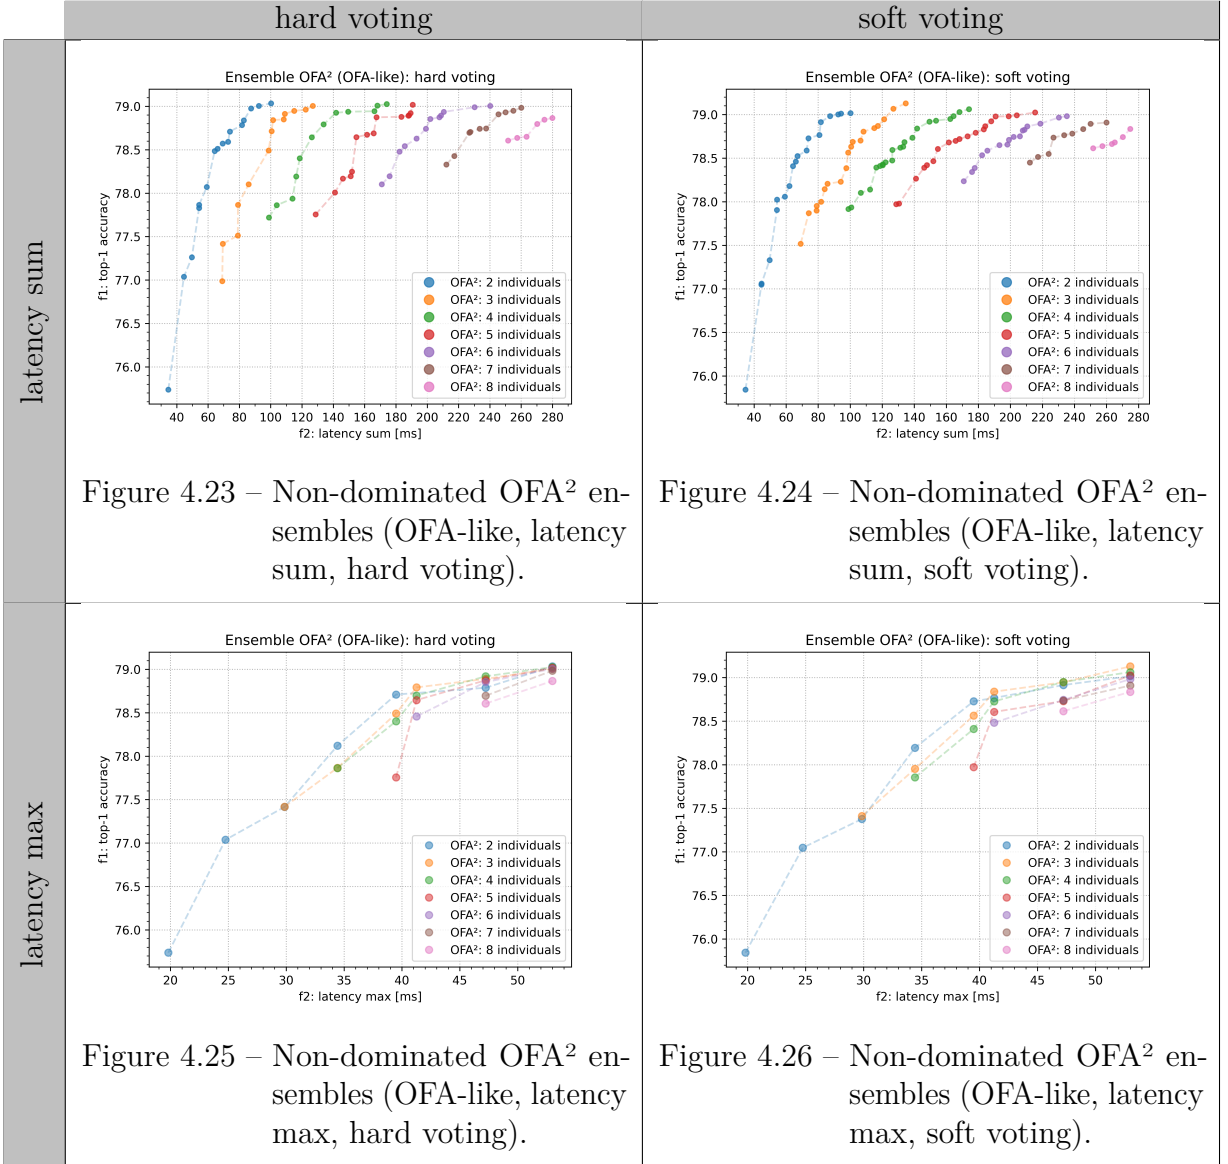 hard voting
soft voting
latency sum
Ensemble OFA² (OFA-like): hard voting
f1: top-1 accuracy
79.0
78.5
78.0
77.5
77.0
76.5
76.0
OFA²: 2 individuals
OFA²: 3 individuals
OFA²: 4 individuals
OFA²: 5 individuals
OFA²: 6 individuals
OFA²: 7 individuals
OFA²: 8 individuals
40 60 80 100 120 140 160 180 200 220 240 260 280
f2: latency sum [ms]
Figure 4.23 – Non-dominated OFA² en-
sembles (OFA-like, latency
sum, hard voting).
Ensemble OFA² (OFA-like): soft voting
f1: top-1 accuracy
79.0
78.5
78.0
77.5
77.0
76.5
76.0
OFA²: 2 individuals
OFA²: 3 individuals
OFA²: 4 individuals
OFA²: 5 individuals
OFA²: 6 individuals
OFA²: 7 individuals
OFA²: 8 individuals
40 60 80 100 120 140 160 180 200 220 240 260 280
f2: latency sum [ms]
Figure 4.24 – Non-dominated OFA² en-
sembles (OFA-like, latency
sum, soft voting).
latency max
Ensemble OFA² (OFA-like): hard voting
f1: top-1 accuracy
79.0
78.5
78.0
77.5
77.0
76.5
76.0
OFA²: 2 individuals
OFA²: 3 individuals
OFA²: 4 individuals
OFA²: 5 individuals
OFA²: 6 individuals
OFA²: 7 individuals
OFA²: 8 individuals
20 25 30 35 40 45 50
f2: latency max [ms]
Figure 4.25 – Non-dominated OFA² en-
sembles (OFA-like, latency
max, hard voting).
Ensemble OFA² (OFA-like): soft voting
f1: top-1 accuracy
79.0
78.5
78.0
77.5
77.0
76.5
76.0
OFA²: 2 individuals
OFA²: 3 individuals
OFA²: 4 individuals
OFA²: 5 individuals
OFA²: 6 individuals
OFA²: 7 individuals
OFA²: 8 individuals
20 25 30 35 40 45 50
f2: latency max [ms]
Figure 4.26 – Non-dominated OFA² en-
sembles (OFA-like, latency
max, soft voting).